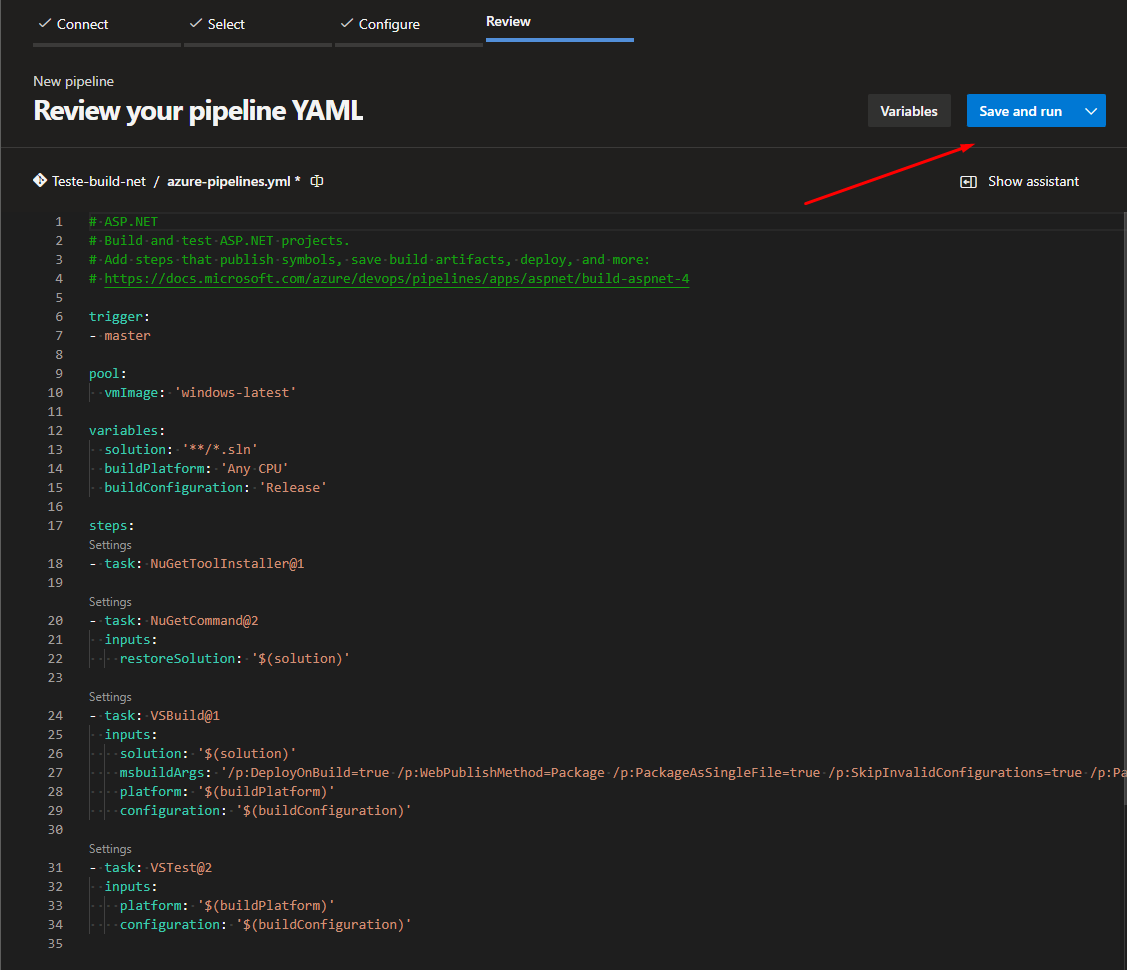 Connect
Select
Configure
Review
New pipeline
Review your pipeline YAML
Variables
Save and run
Teste-build-net / azure-pipelines.yml *
Show assistant
1 # ASP.NET
2 # Build and test ASP.NET projects.
3 # Add steps that publish symbols, save build artifacts, deploy, and more:
4 # https://docs.microsoft.com/azure/devops/pipelines/apps/aspnet/build-aspnet-4
5
6 trigger:
7 - master
8
9 pool:
10   vmImage: 'windows-latest'
11
12 variables:
13   solution: '**/*.sln'
14   buildPlatform: 'Any CPU'
15   buildConfiguration: 'Release'
16
17 steps:
Settings
18 - task: NuGetToolInstaller@1
19
Settings
20 - task: NuGetCommand@2
21   inputs:
22     restoreSolution: '$(solution)'
23
Settings
24 - task: VSBuild@1
25   inputs:
26     solution: '$(solution)'
27     msbuildArgs: '/p:DeployOnBuild=true /p:WebPublishMethod=Package /p:PackageAsSingleFile=true /p:SkipInvalidConfigurations=true /p:Pa
28     platform: '$(buildPlatform)'
29     configuration: '$(buildConfiguration)'
30
Settings
31 - task: VSTest@2
32   inputs:
33     platform: '$(buildPlatform)'
34     configuration: '$(buildConfiguration)'
35